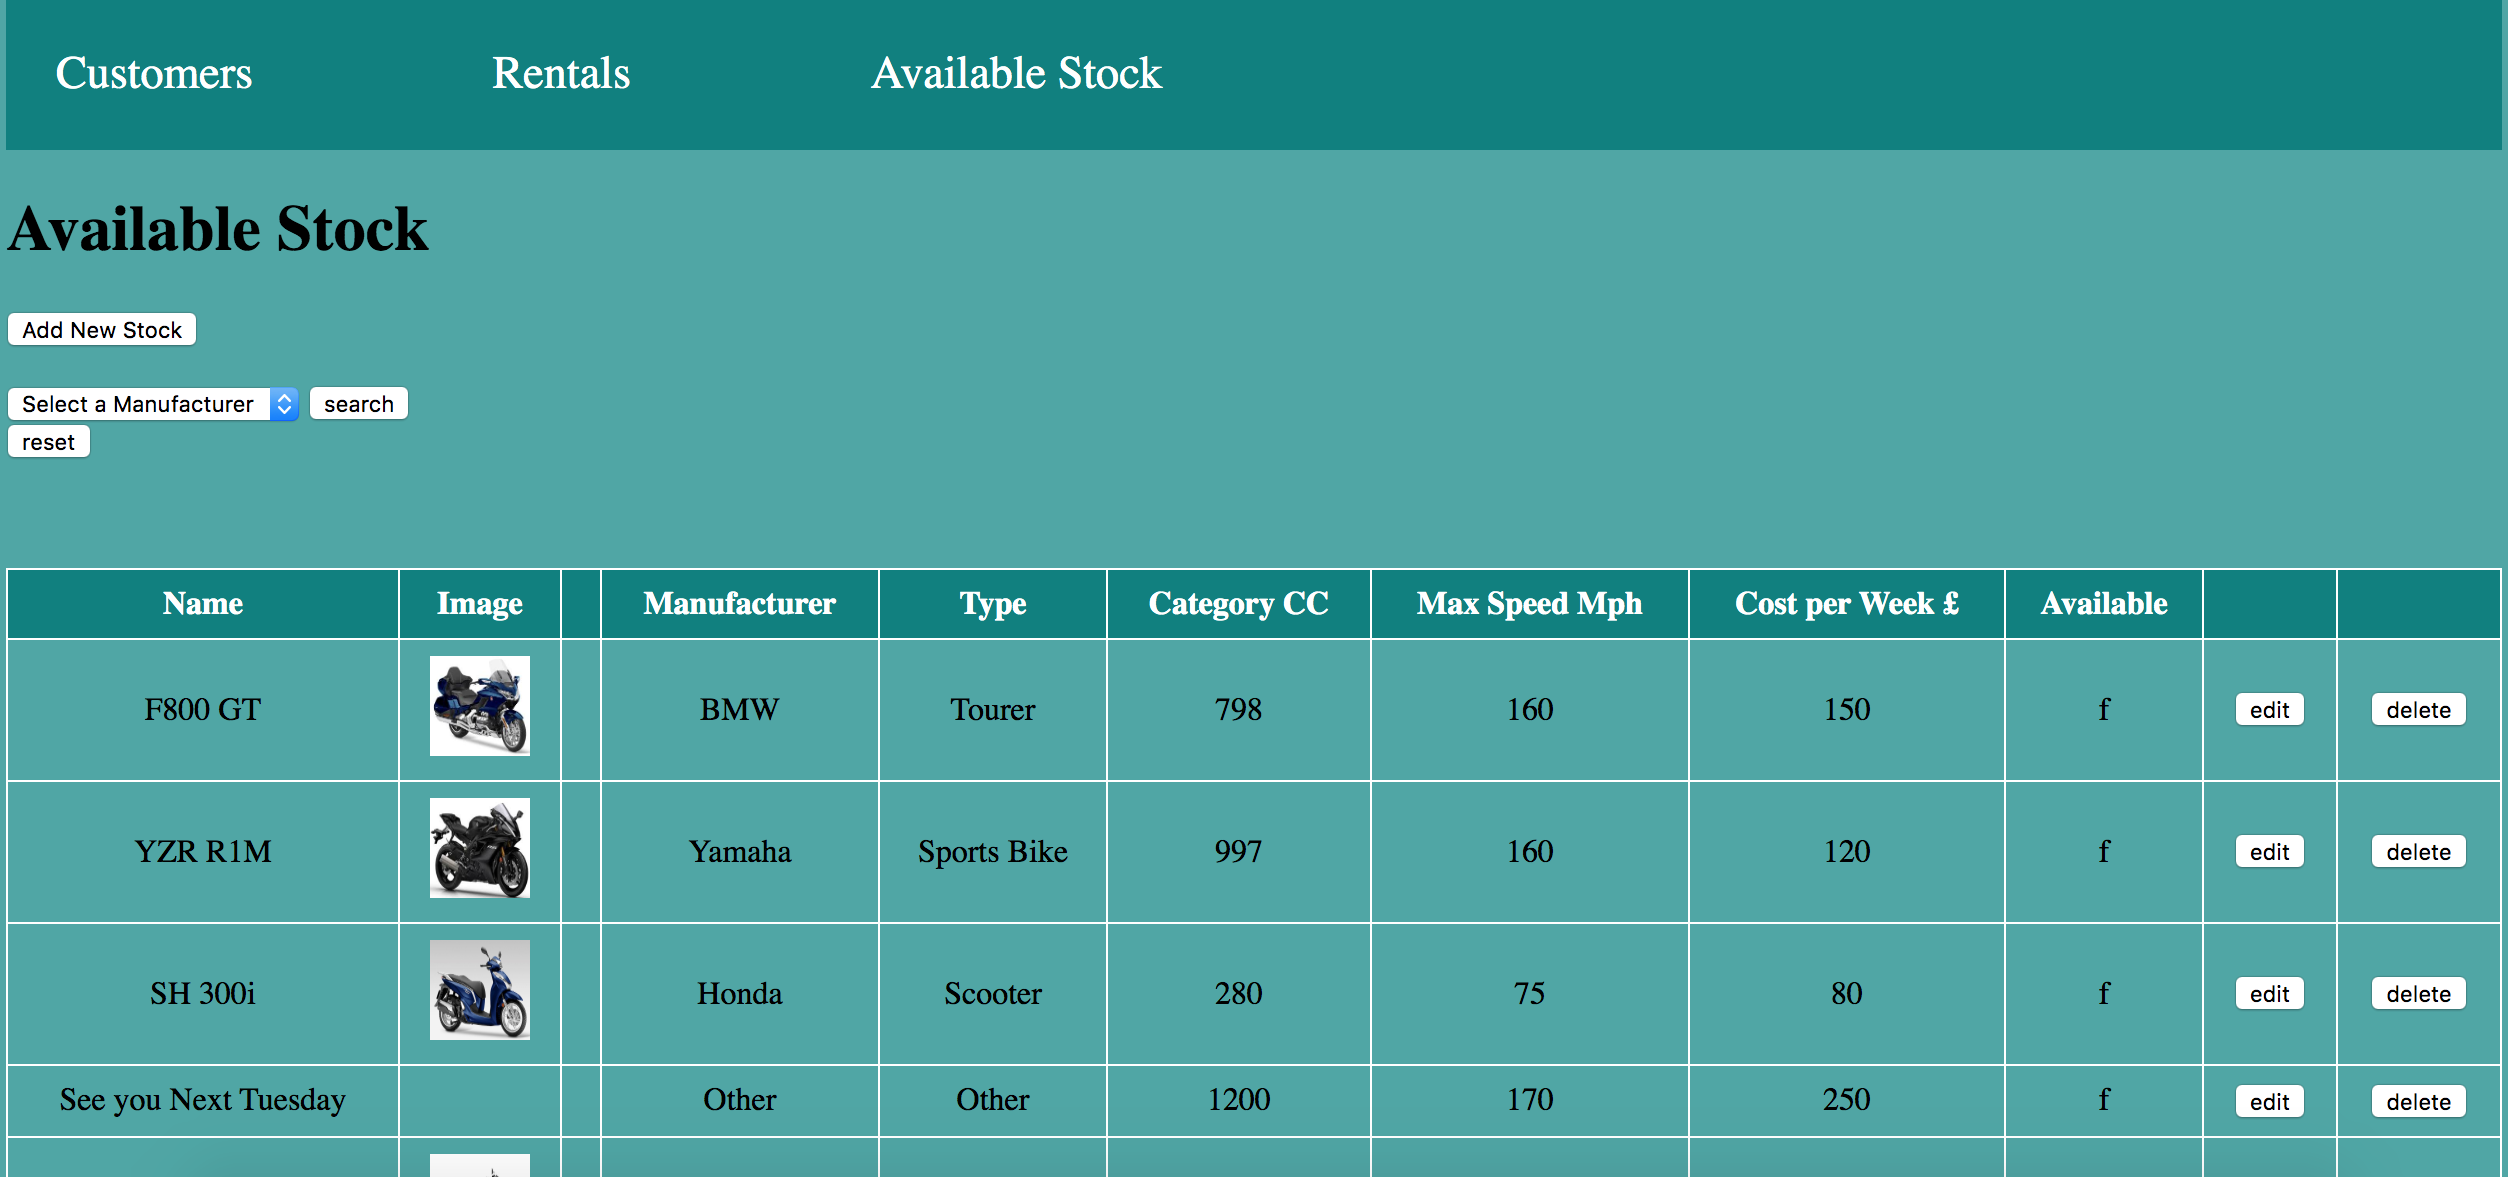 Customers Rentals Available Stock
Available Stock
Add New Stock
Select a Manufacturer search
reset
Name Image Manufacturer Type Category CC Max Speed Mph Cost per Week £ Available
F800 GT BMW Tourer 798 160 150 f edit delete
YZR R1M Yamaha Sports Bike 997 160 120 f edit delete
SH 300i Honda Scooter 280 75 80 f edit delete
See you Next Tuesday Other Other 1200 170 250 f edit delete